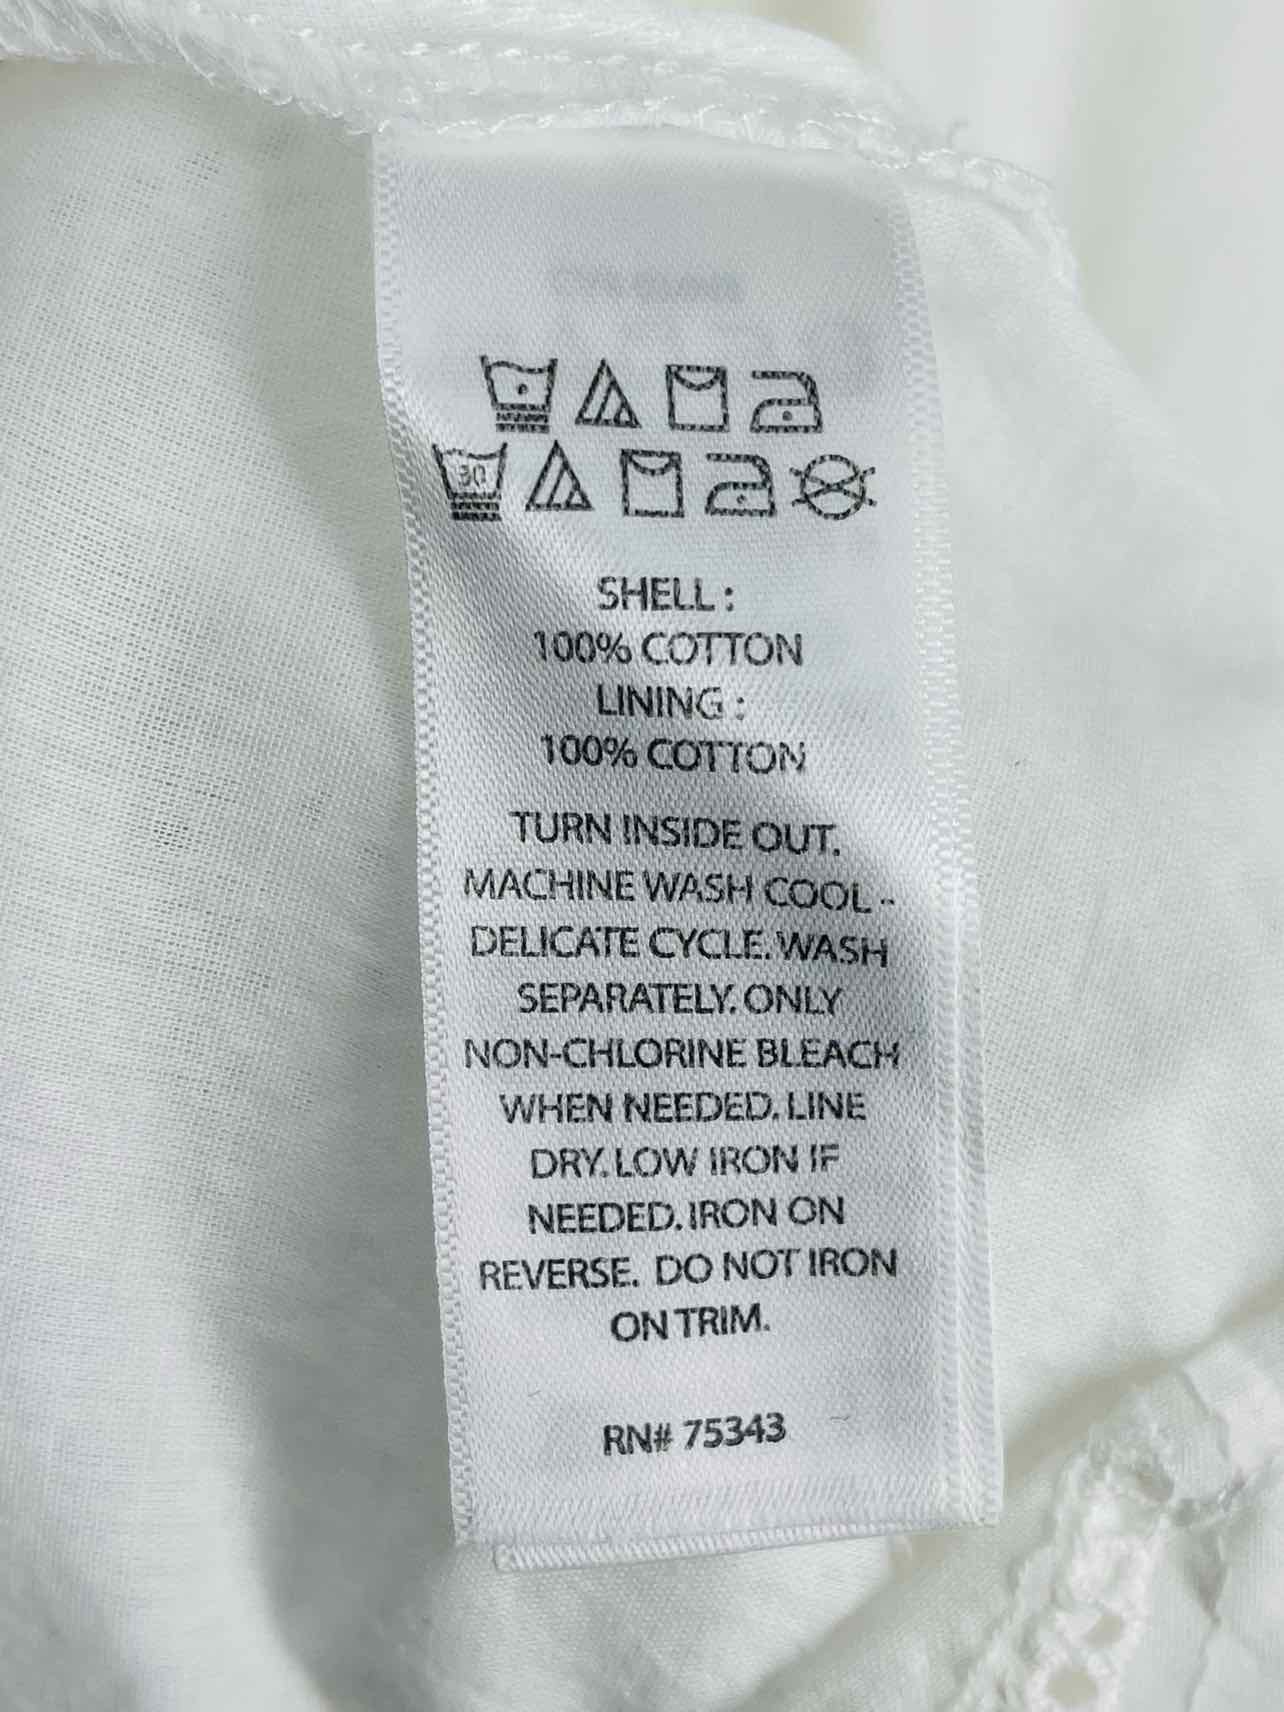 30
SHELL :
100% COTTON
LINING :
100% COTTON
TURN INSIDE OUT.
MACHINE WASH COOL -
DELICATE CYCLE. WASH
SEPARATELY. ONLY
NON-CHLORINE BLEACH
WHEN NEEDED. LINE
DRY. LOW IRON IF
NEEDED. IRON ON
REVERSE. DO NOT IRON
ON TRIM.
RN# 75343